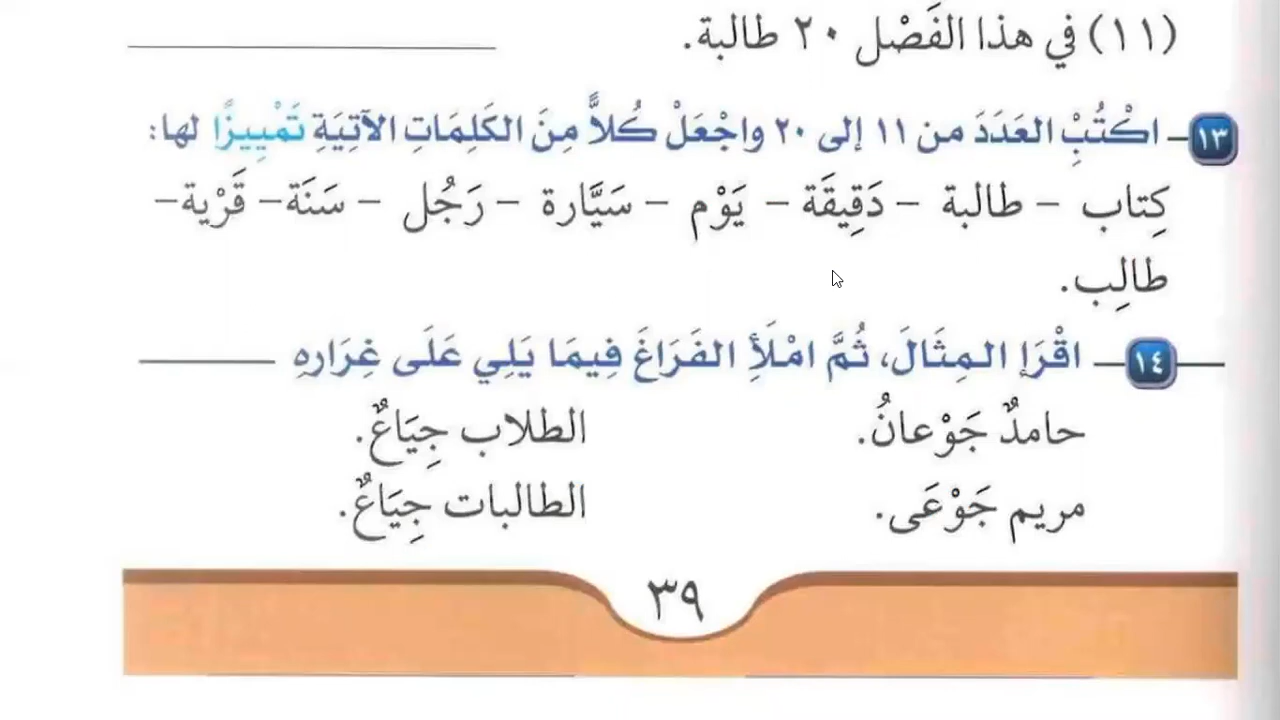 (١١) في هذا الفَصْل ٢٠ طالبة.
١٣ - اكْتُبْ العَدَدَ من ١١ إلى ٢٠ واجْعَلْ كُلاًّ مِنَ الكَلِمَاتِ الآتِيَةِ تَمْيِيزًا لها:
كِتاب - طالبة - دَقِيقَة - يَوْم - سَيَّارة - رَجُل - سَنَة - قَرْية -
طالِب.
١٤ - اقْرَإ المِثَالَ، ثُمَّ امْلَأِ الفَرَاغَ فِيمَا يَلِي عَلَى غِرَارِهِ
حامدٌ جَوْعانُ. الطلاب جِيَاعٌ.
مريم جَوْعَى. الطالبات جِيَاعٌ.
٣٩